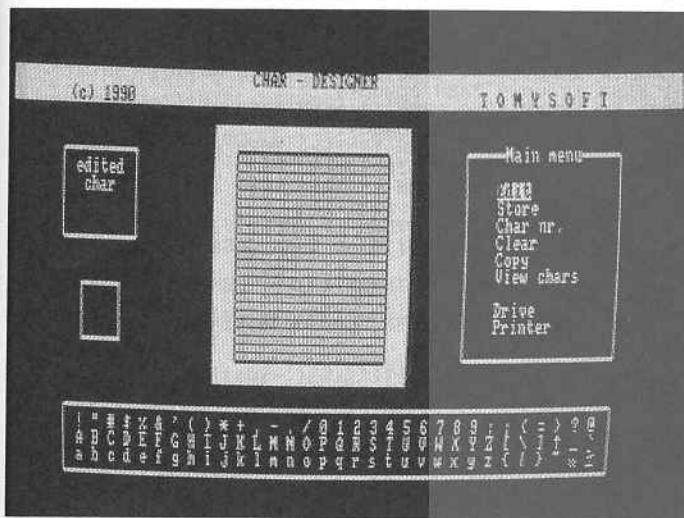 CHAR - DESIGNER
(c) 1990
TOMYSOFT
edited
char
Main menu
Store
Char nr.
Clear
Copy
View chars
Drive
Printer
! " # $ % & ' ( ) * + , - . / 0 1 2 3 4 5 6 7 8 9 : ; < = > ? @
A B C D E F G H I J K L M N O P Q R S T U V W X Y Z [ \ ] ↑ _ `
a b c d e f g h i j k l m n o p q r s t u v w x y z { | } ~